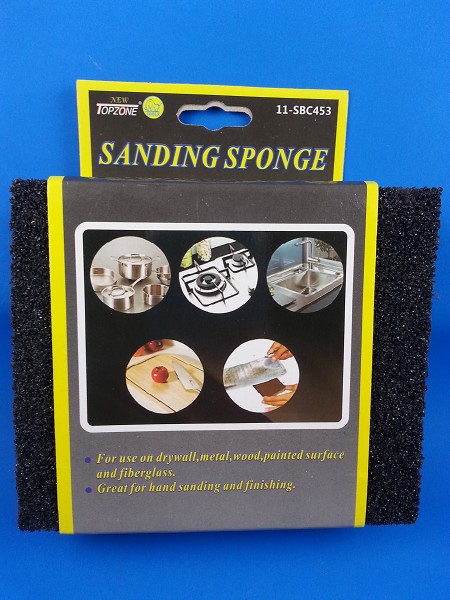 NEW
TOPZONE®
11-SBC453
SANDING SPONGE
For use on drywall,metal,wood,painted surface
and fiberglass.
Great for hand sanding and finishing.